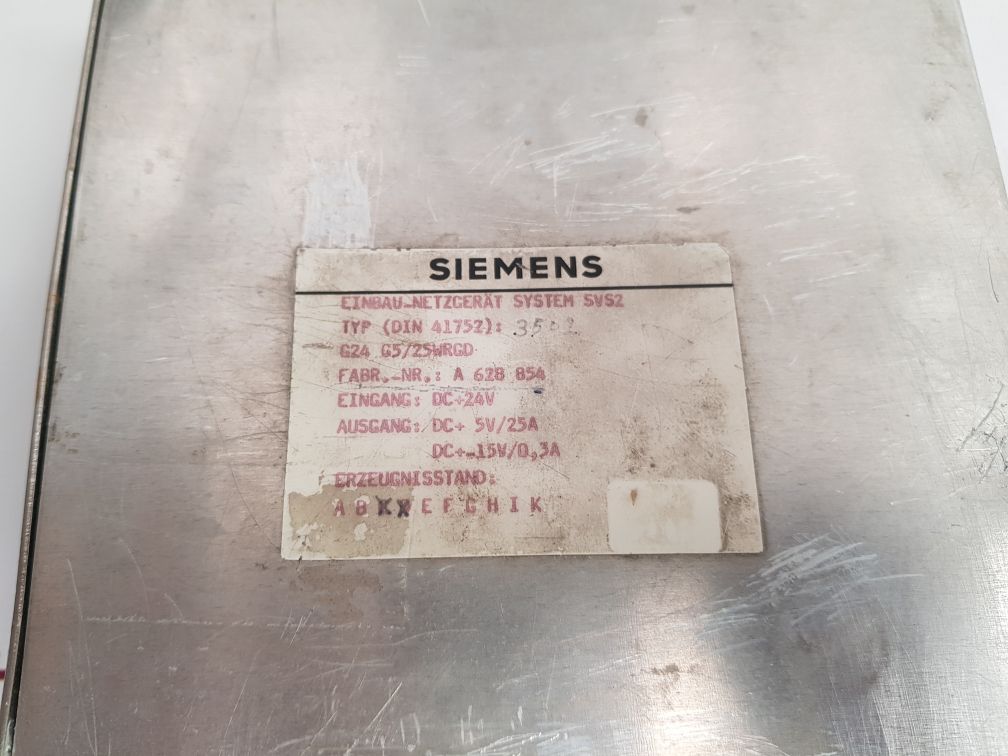 SIEMENS
EINBAU-NETZGERÄT SYSTEM SVS2
TYP (DIN 41752):
G24 G5/25WRGD
FABR.-NR.: A 628 854
EINGANG: DC+24V
AUSGANG: DC+ 5V/25A
DC+-15V/0,3A
ERZEUGNISSTAND:
A B X X E F G H I K